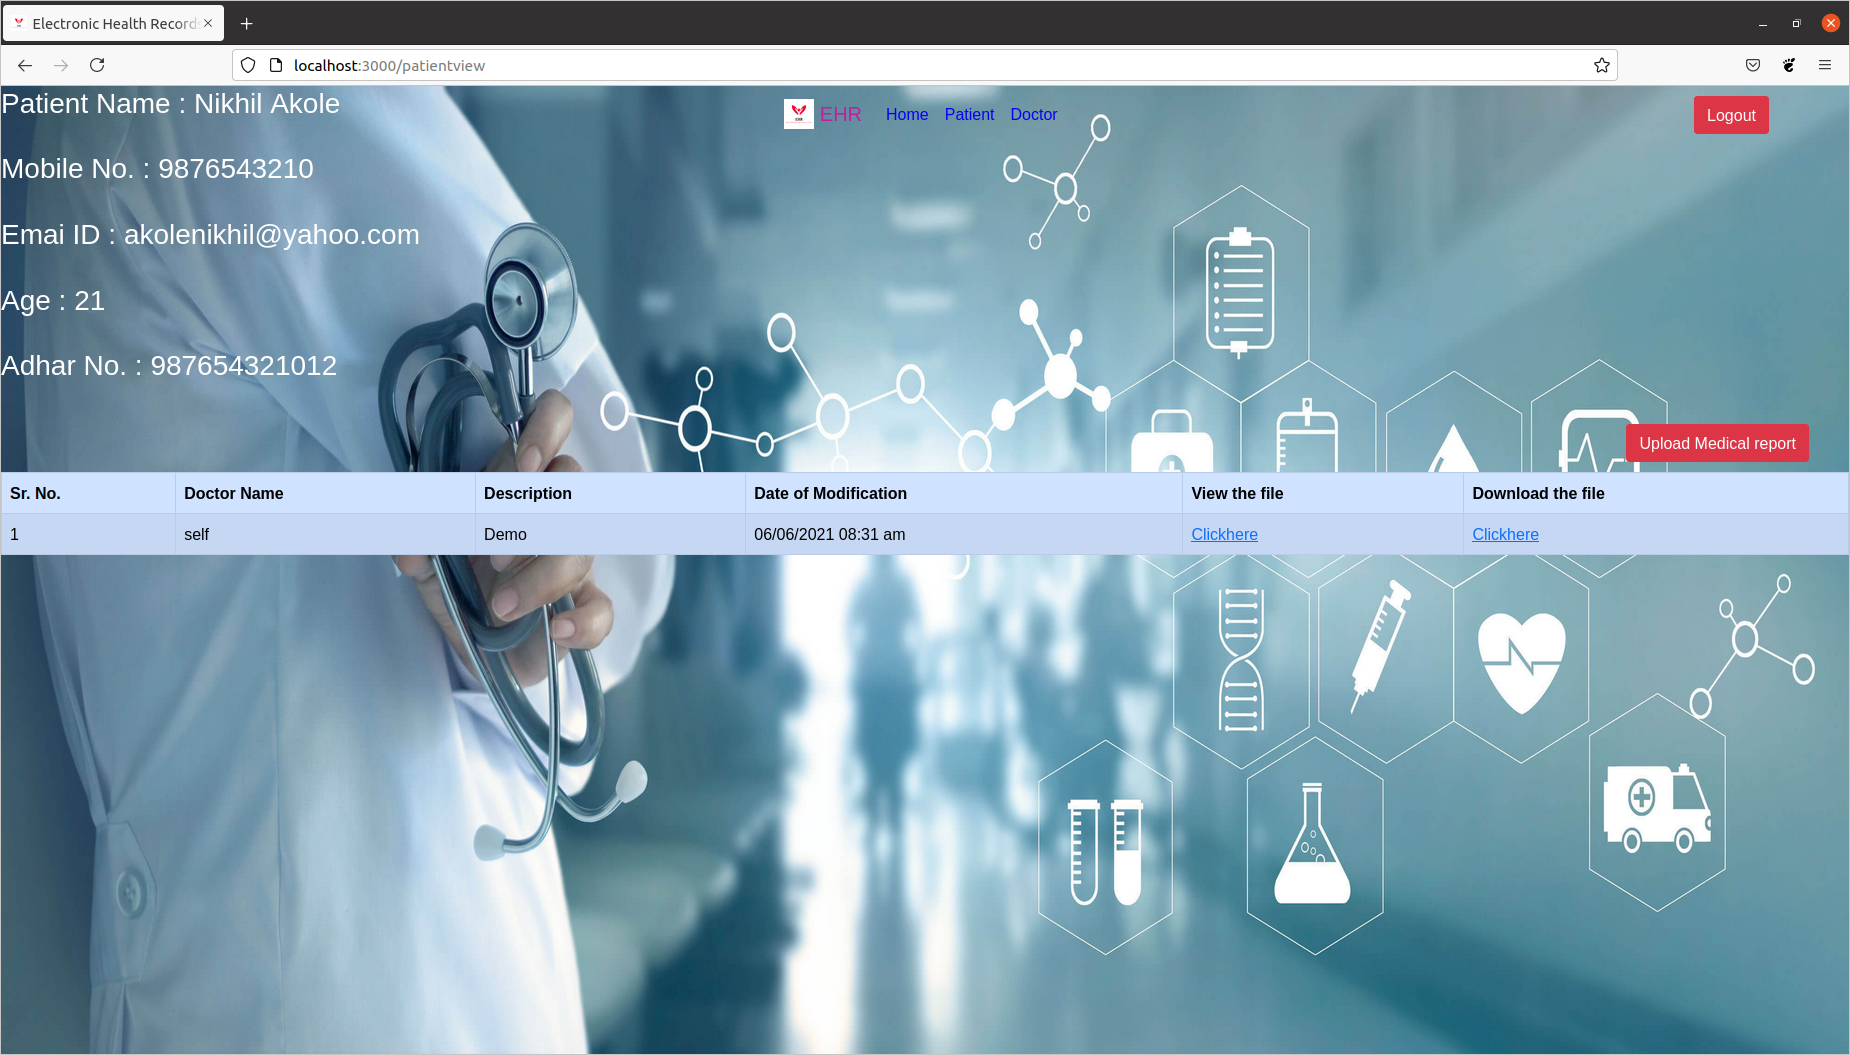 Electronic Health Records
localhost:3000/patientview
Patient Name : Nikhil Akole
EHR
EHR Home Patient Doctor
Logout
Mobile No. : 9876543210
Emai ID : akolenikhil@yahoo.com
Age : 21
Adhar No. : 987654321012
Upload Medical report
Sr. No. Doctor Name Description Date of Modification View the file Download the file
1 self Demo 06/06/2021 08:31 am Clickhere Clickhere